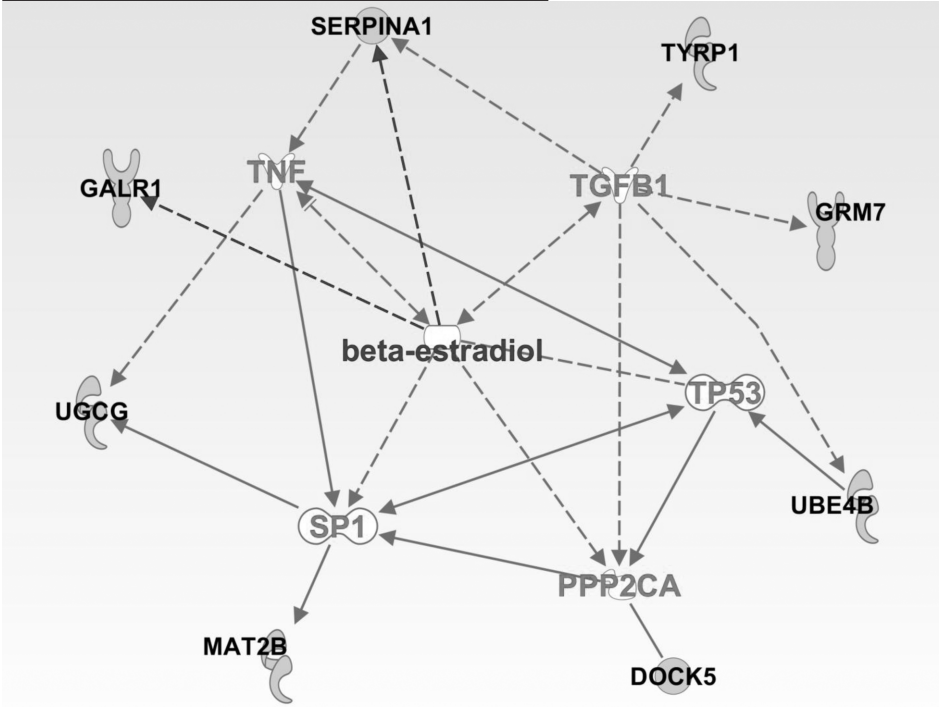 SERPINA1
TYRP1
TNF
TGFB1
GALR1
GRM7
beta-estradiol
TP53
UGCG
UBE4B
SP1
PPP2CA
MAT2B
DOCK5